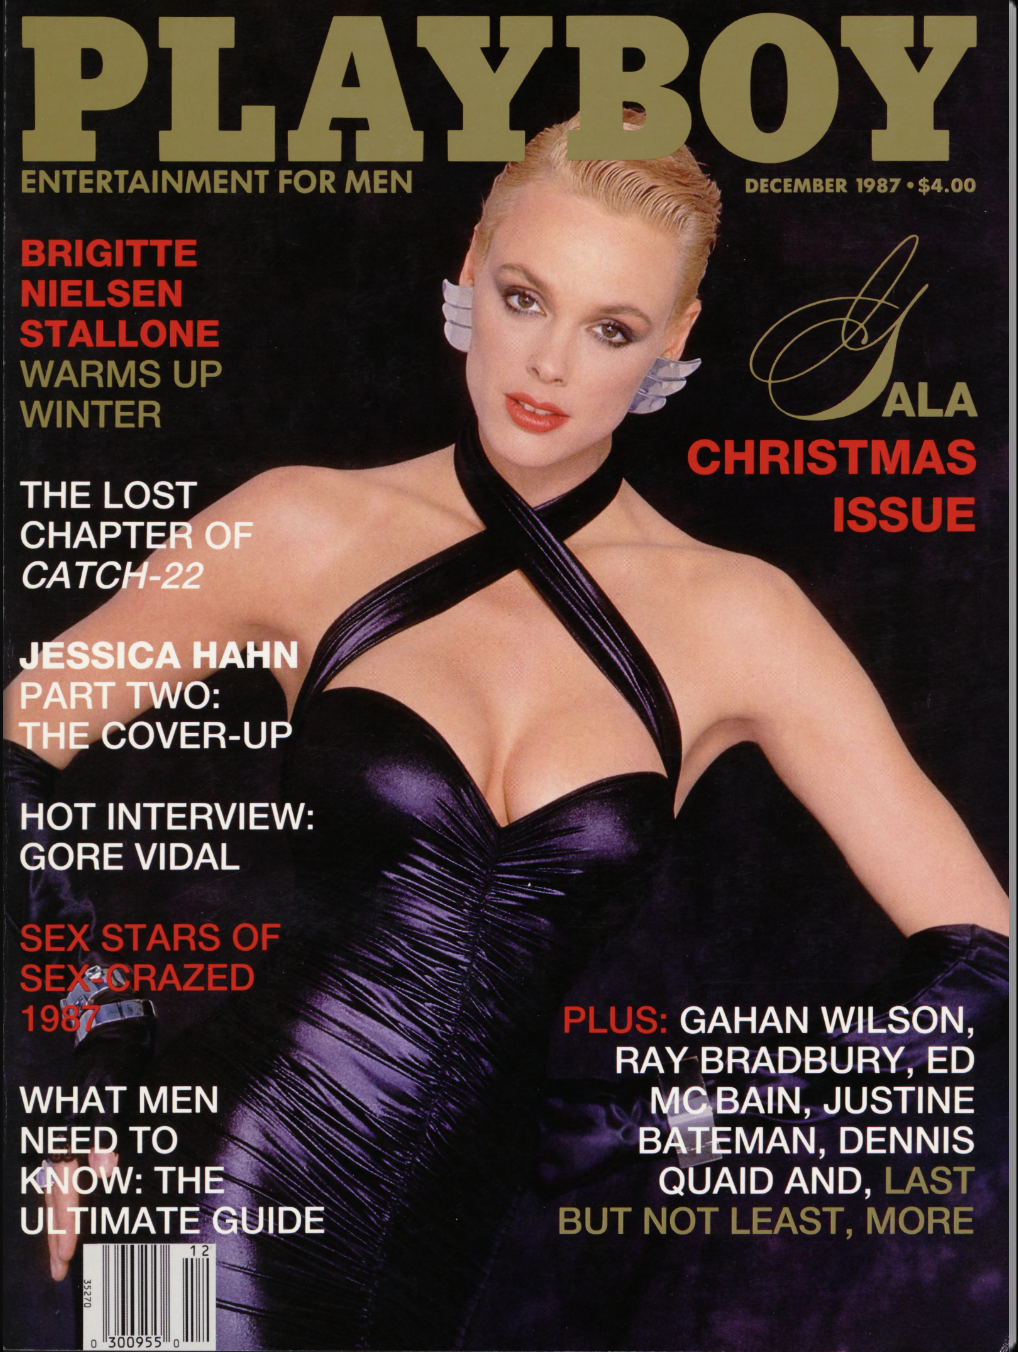 PLAYBOY
ENTERTAINMENT FOR MEN
DECEMBER 1987 • $4.00
BRIGITTE
NIELSEN
STALLONE
WARMS UP
WINTER
GALA
CHRISTMAS
ISSUE
THE LOST
CHAPTER OF
CATCH-22
JESSICA HAHN
PART TWO:
THE COVER-UP
HOT INTERVIEW:
GORE VIDAL
SEX STARS OF
SEX-CRAZED
1987
WHAT MEN
NEED TO
KNOW: THE
ULTIMATE GUIDE
PLUS: GAHAN WILSON,
RAY BRADBURY, ED
MC BAIN, JUSTINE
BATEMAN, DENNIS
QUAID AND, LAST
BUT NOT LEAST, MORE
12
35270
0 300955 0